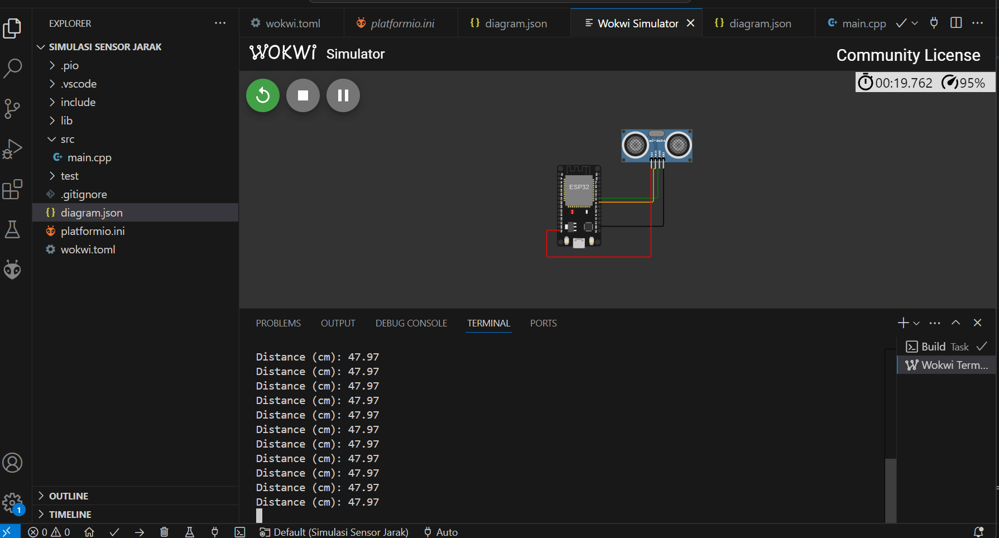 EXPLORER
SIMULASI SENSOR JARAK
.pio
.vscode
include
lib
src
main.cpp
test
.gitignore
diagram.json
platformio.ini
wokwi.toml
OUTLINE
TIMELINE
1
wokwi.toml
platformio.ini
diagram.json
Wokwi Simulator
diagram.json
main.cpp
WOKWi Simulator
Community License
00:19.762 95%
HC-SR04
ESP32
PROBLEMS OUTPUT DEBUG CONSOLE TERMINAL PORTS
Distance (cm): 47.97
Distance (cm): 47.97
Distance (cm): 47.97
Distance (cm): 47.97
Distance (cm): 47.97
Distance (cm): 47.97
Distance (cm): 47.97
Distance (cm): 47.97
Distance (cm): 47.97
Distance (cm): 47.97
Distance (cm): 47.97
Build Task
Wokwi Term...
0 0 Default (Simulasi Sensor Jarak) Auto